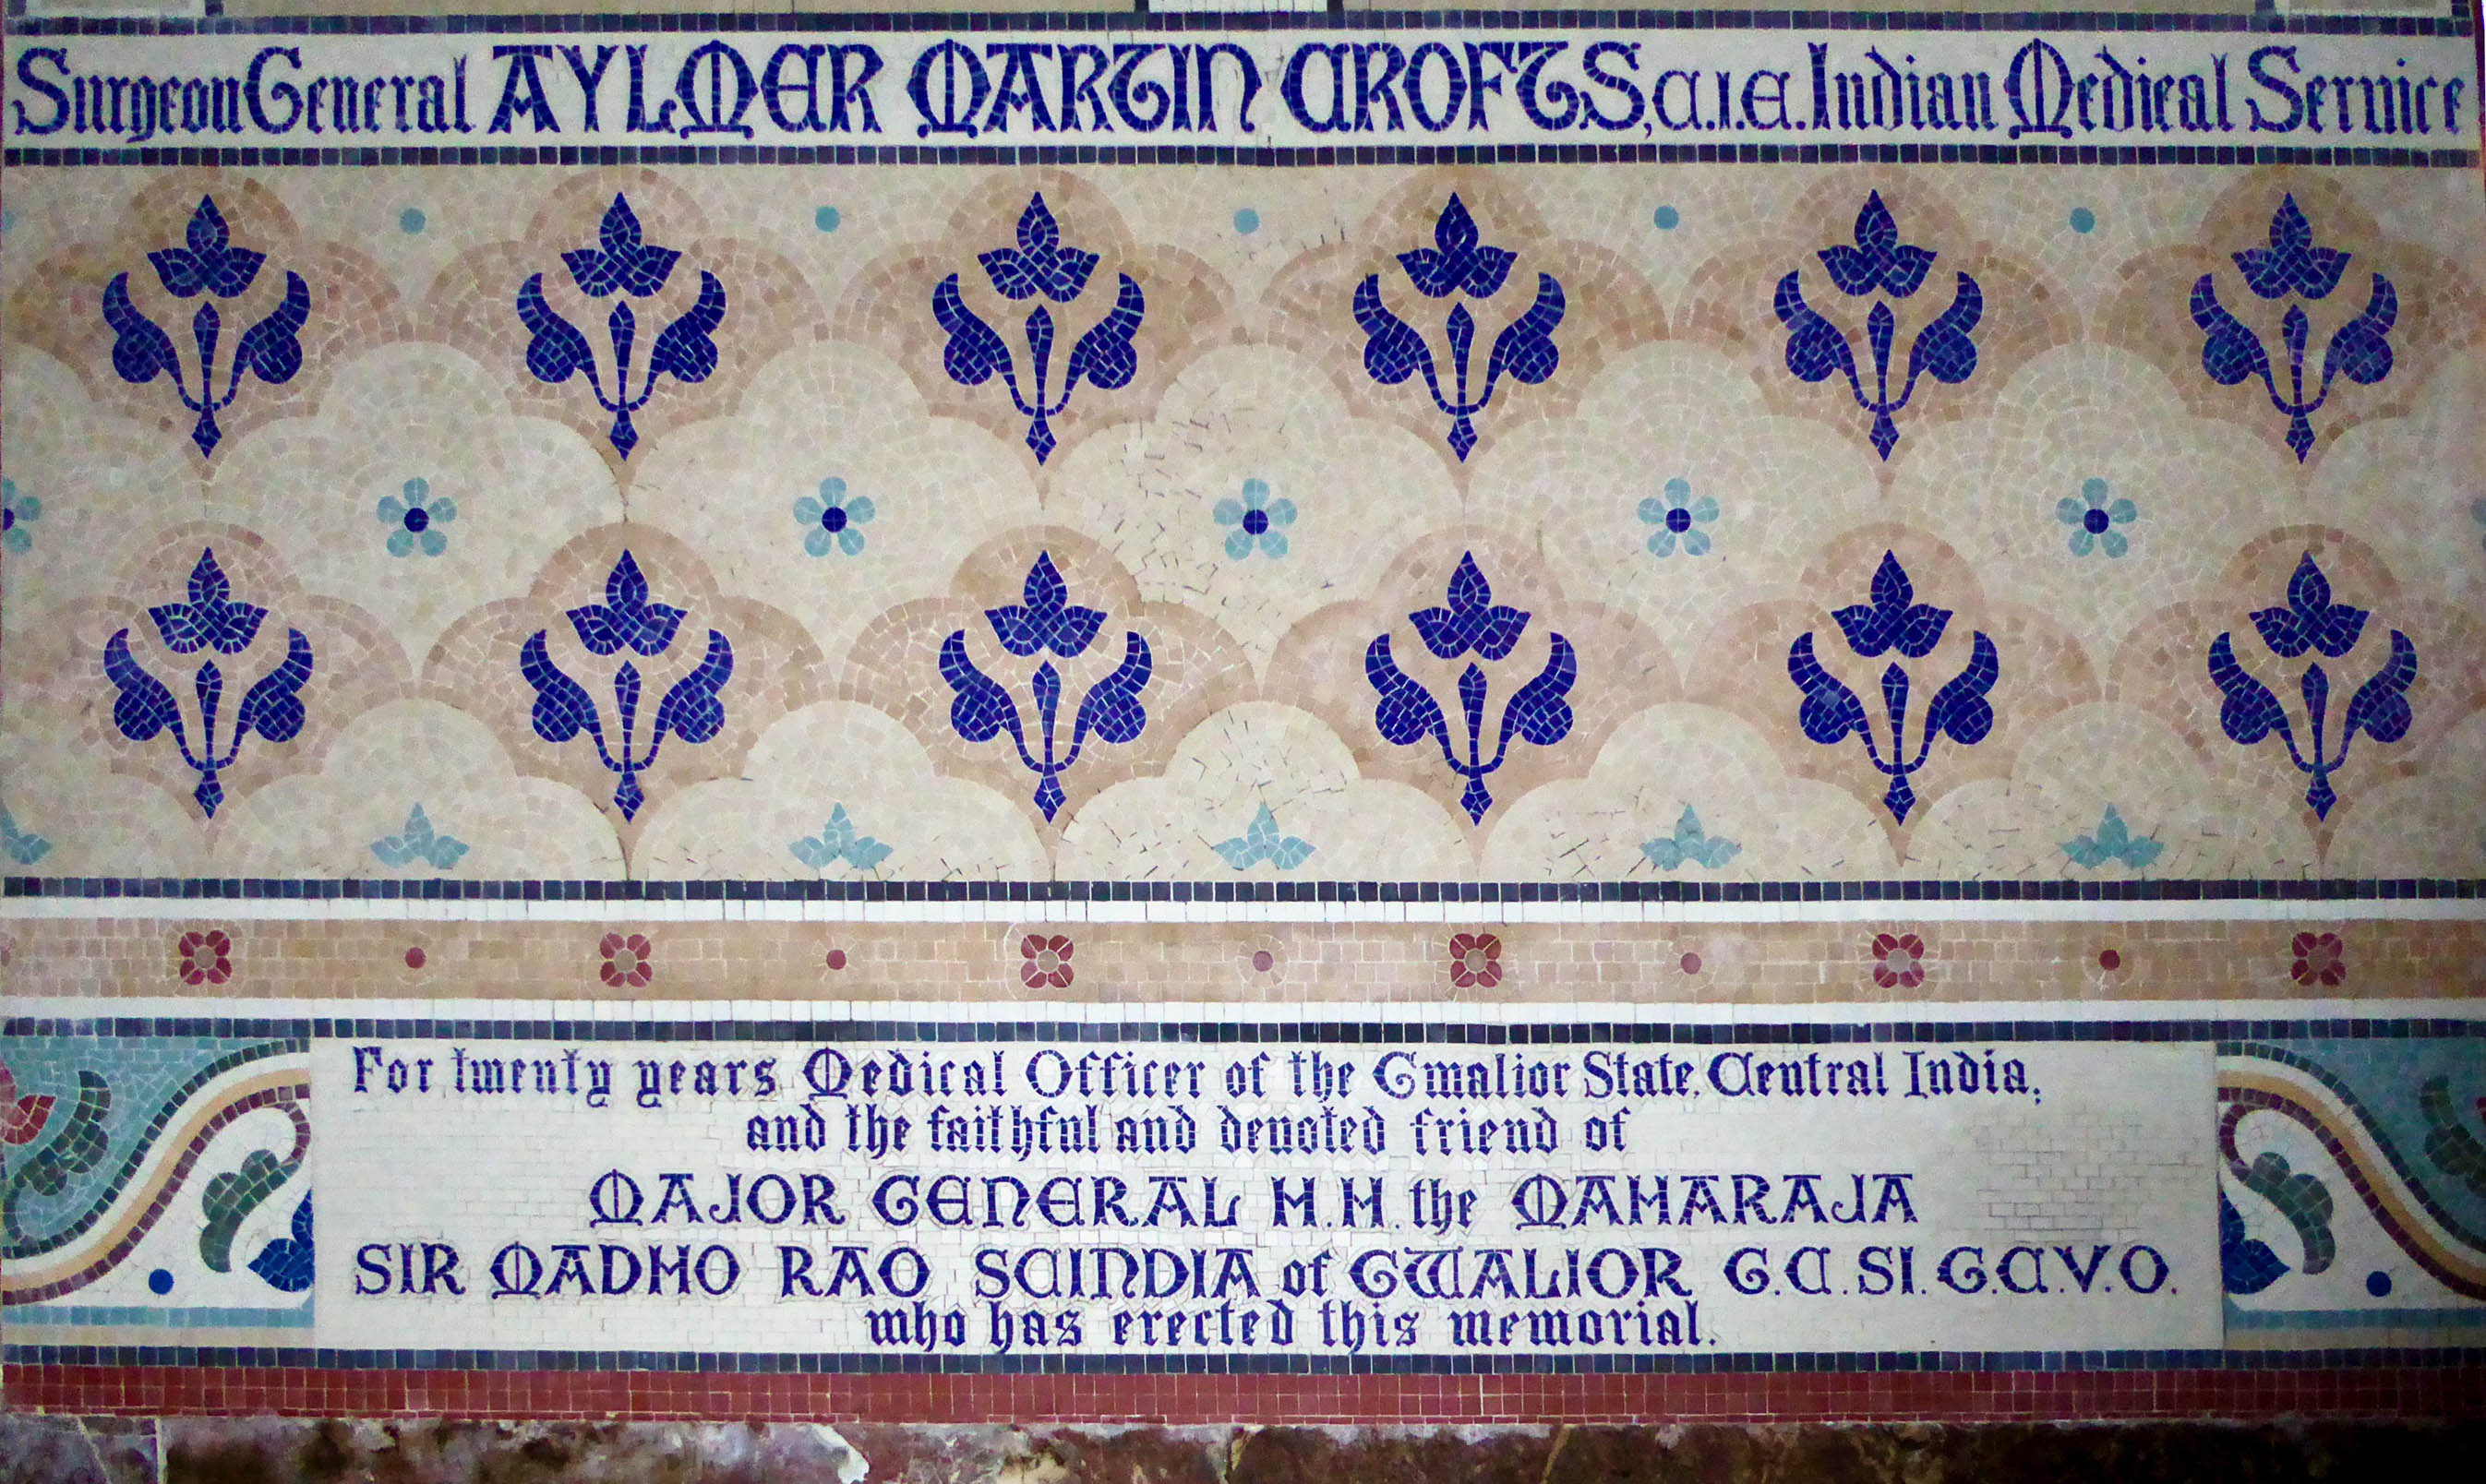 Surgeon General AYLMER MARTIN CROFTS, C.I.E. Indian Medical Service
For twenty years Medical Officer of the Gwalior State, Central India,
and the faithful and devoted friend of
MAJOR GENERAL H.H. the MAHARAJA
SIR MADHO RAO SCINDIA of GWALIOR G.C.SI. G.C.V.O.
who has erected this memorial.